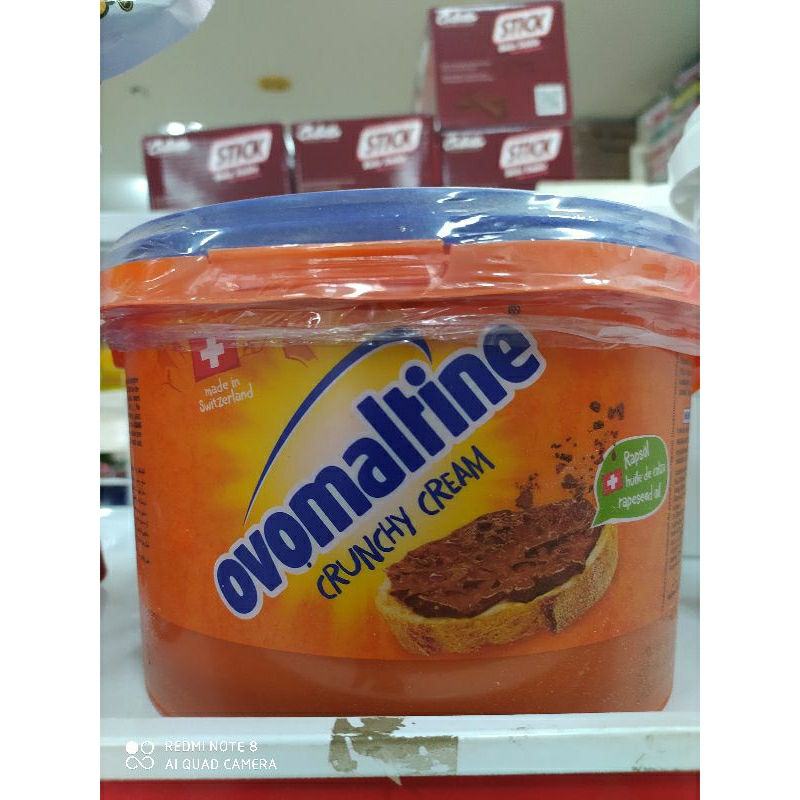 STICK
STICK
STICK
STICK
made in
Switzerland
ovomaltine
CRUNCHY CREAM
Rapsöl
huile de colza
rapeseed oil
REDMI NOTE 8
AI QUAD CAMERA